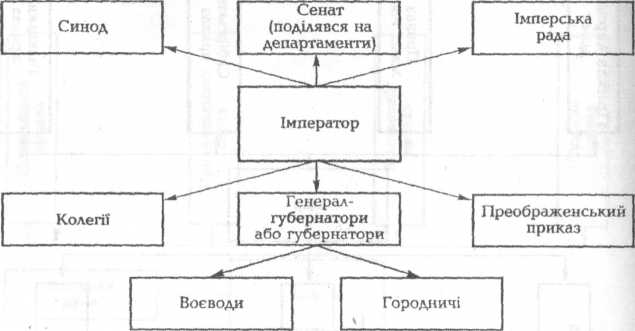 Синод
Сенат
(поділявся на
департаменти)
Імперська
рада
Імператор
Колегії
Генерал-
губернатори
або губернатори
Преображенський
приказ
Воєводи
Городничі